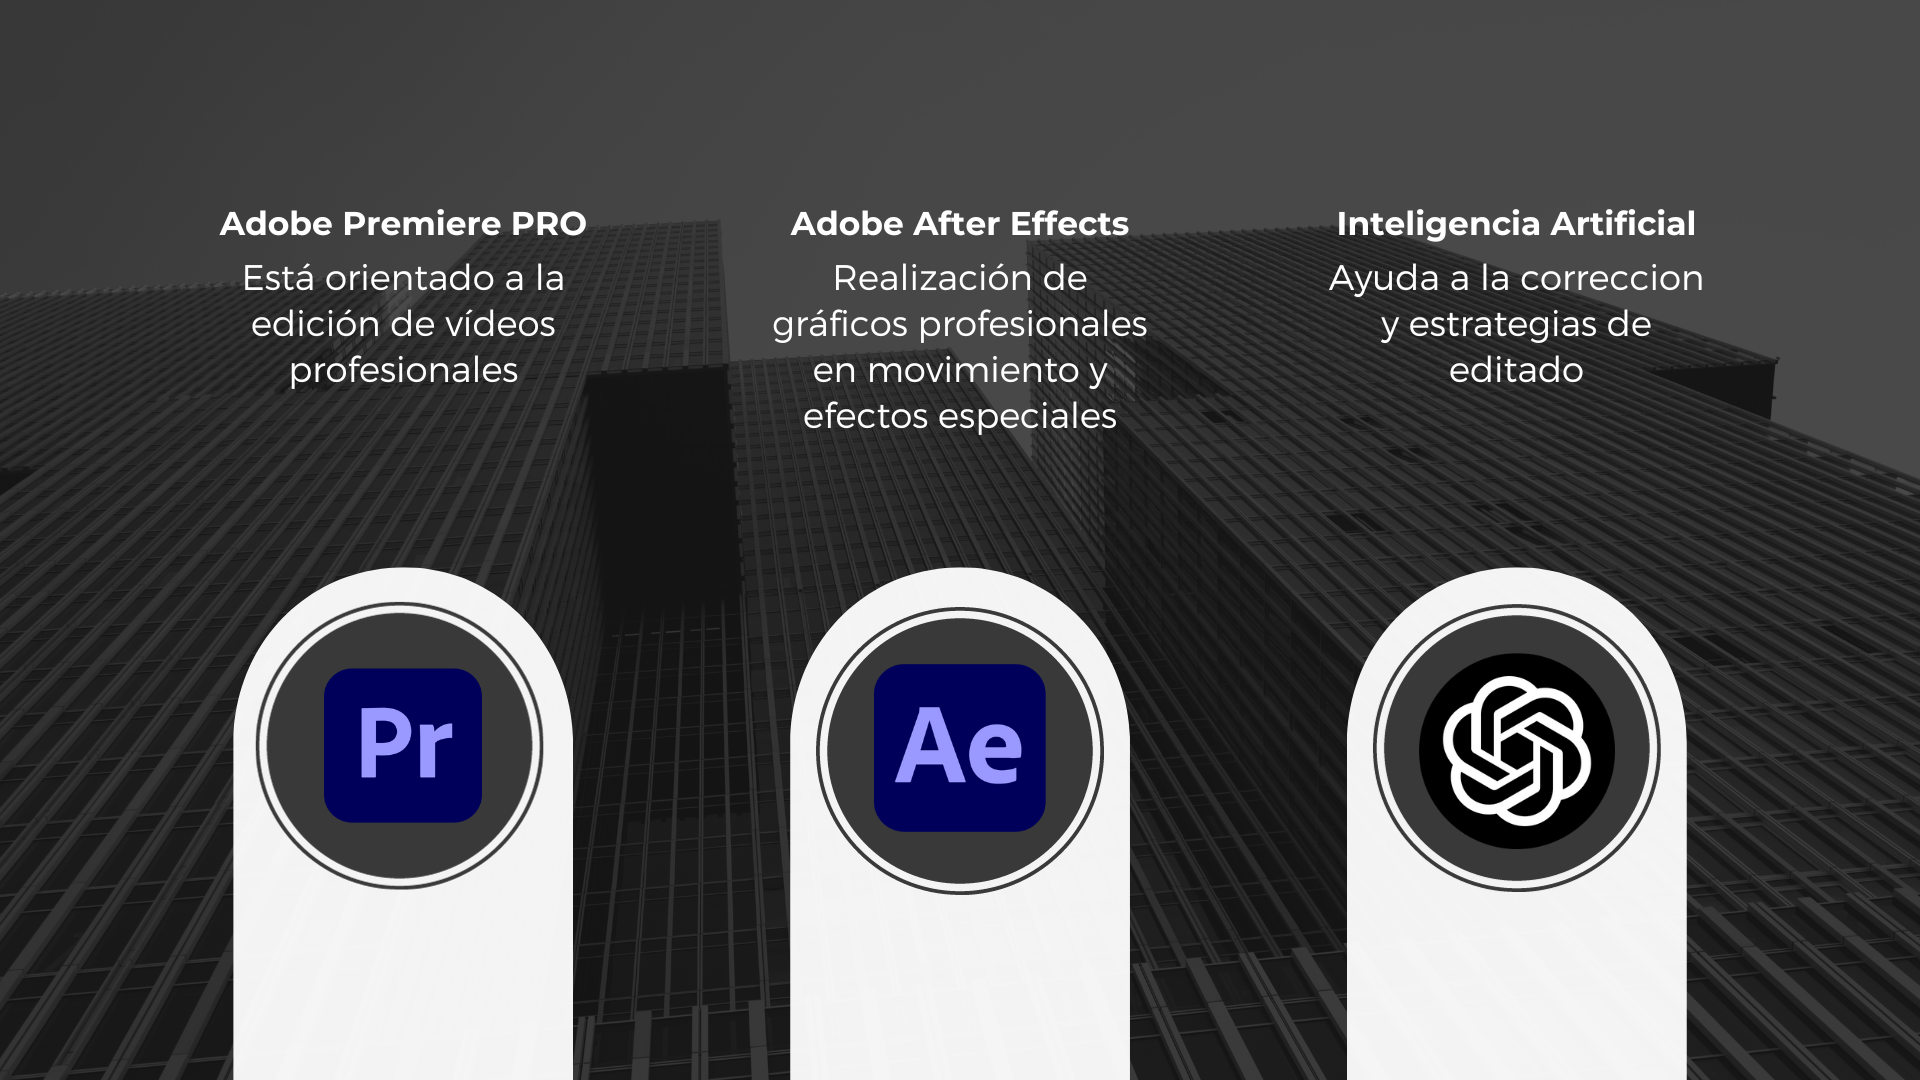 Adobe Premiere PRO
Está orientado a la
edición de vídeos
profesionales
Adobe After Effects
Realización de
gráficos profesionales
en movimiento y
efectos especiales
Inteligencia Artificial
Ayuda a la correccion
y estrategias de
editado
Pr
Ae